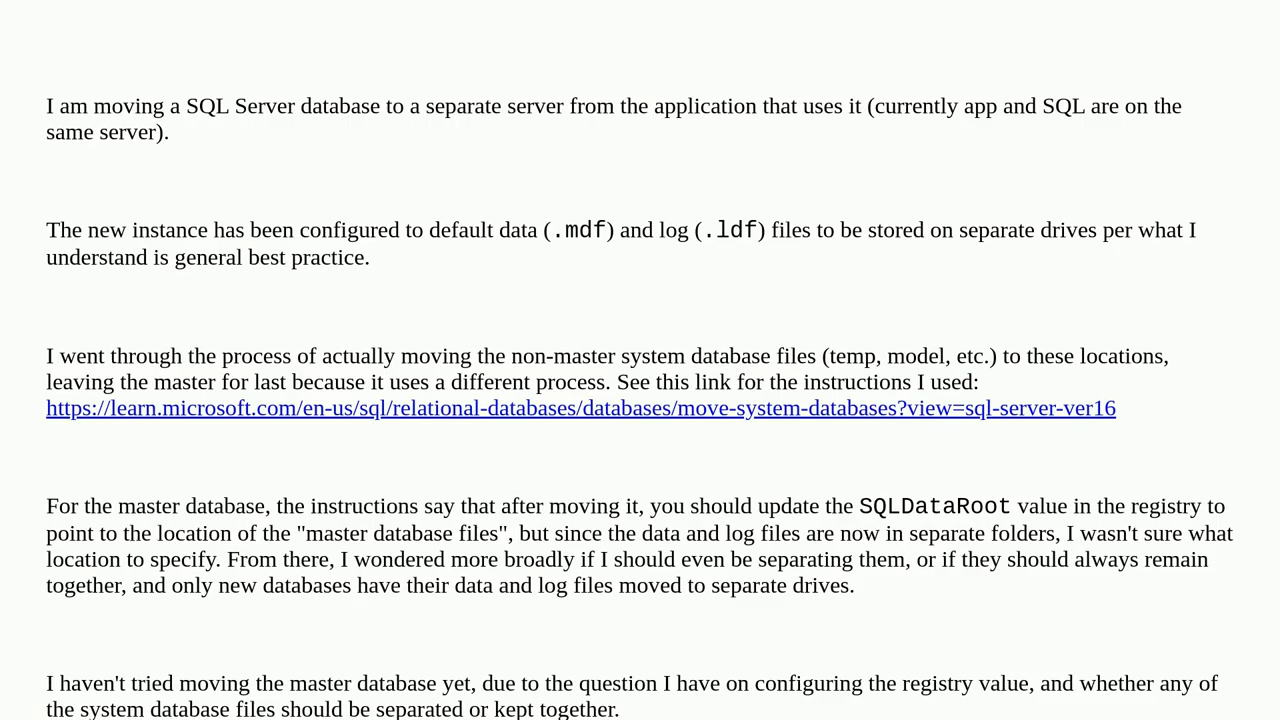 I am moving a SQL Server database to a separate server from the application that uses it (currently app and SQL are on the
same server).
The new instance has been configured to default data (.mdf) and log (.ldf) files to be stored on separate drives per what I
understand is general best practice.
I went through the process of actually moving the non-master system database files (temp, model, etc.) to these locations,
leaving the master for last because it uses a different process. See this link for the instructions I used:
https://learn.microsoft.com/en-us/sql/relational-databases/databases/move-system-databases?view=sql-server-ver16
For the master database, the instructions say that after moving it, you should update the SQLDataRoot value in the registry to
point to the location of the "master database files", but since the data and log files are now in separate folders, I wasn't sure what
location to specify. From there, I wondered more broadly if I should even be separating them, or if they should always remain
together, and only new databases have their data and log files moved to separate drives.
I haven't tried moving the master database yet, due to the question I have on configuring the registry value, and whether any of
the system database files should be separated or kept together.